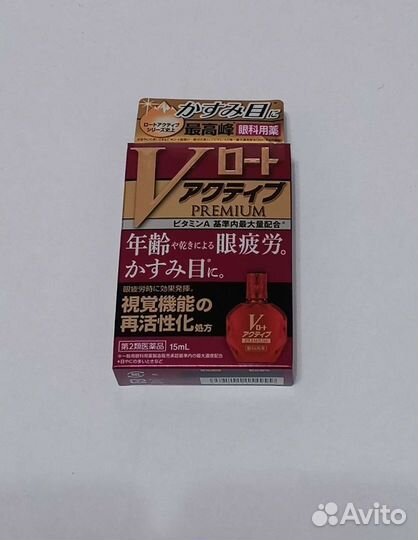 かすみ目に
ロートアクティブ
シリーズ史上
最高峰
眼科用薬
Vロート
アクティブ
PREMIUM
ビタミンA 基準内最大量配合※
年齢や乾きによる眼疲労。
かすみ目に。
眼疲労時に効果発揮。
視覚機能の
再活性化処方
第2類医薬品
15mL
Vロート
アクティブ
PREMIUM
Avito